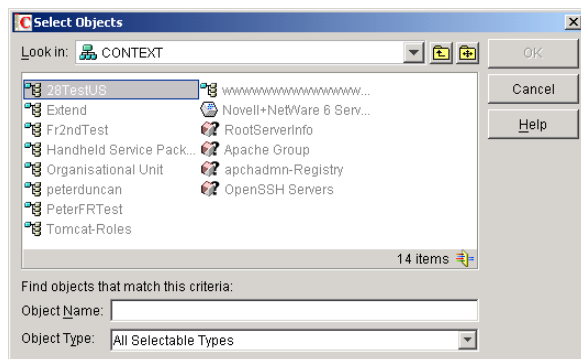 Select Objects
Look in: CONTEXT
OK
Cancel
Help
28TestUS
Extend
Fr2ndTest
Handheld Service Pack...
Organisational Unit
peterduncan
PeterFRTest
Tomcat-Roles
wwwwwwwwwwwwwww...
Novell+NetWare 6 Serv...
RootServerInfo
Apache Group
apchadmn-Registry
OpenSSH Servers
14 items
Find objects that match this criteria:
Object Name:
Object Type: All Selectable Types